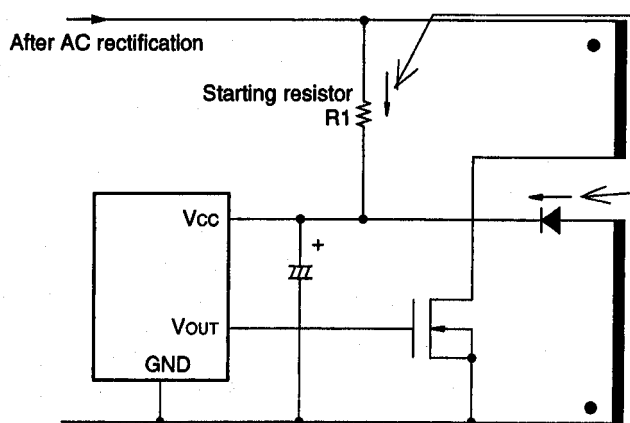 After AC rectification
Starting resistor
R1
VCC
+
VOUT
GND